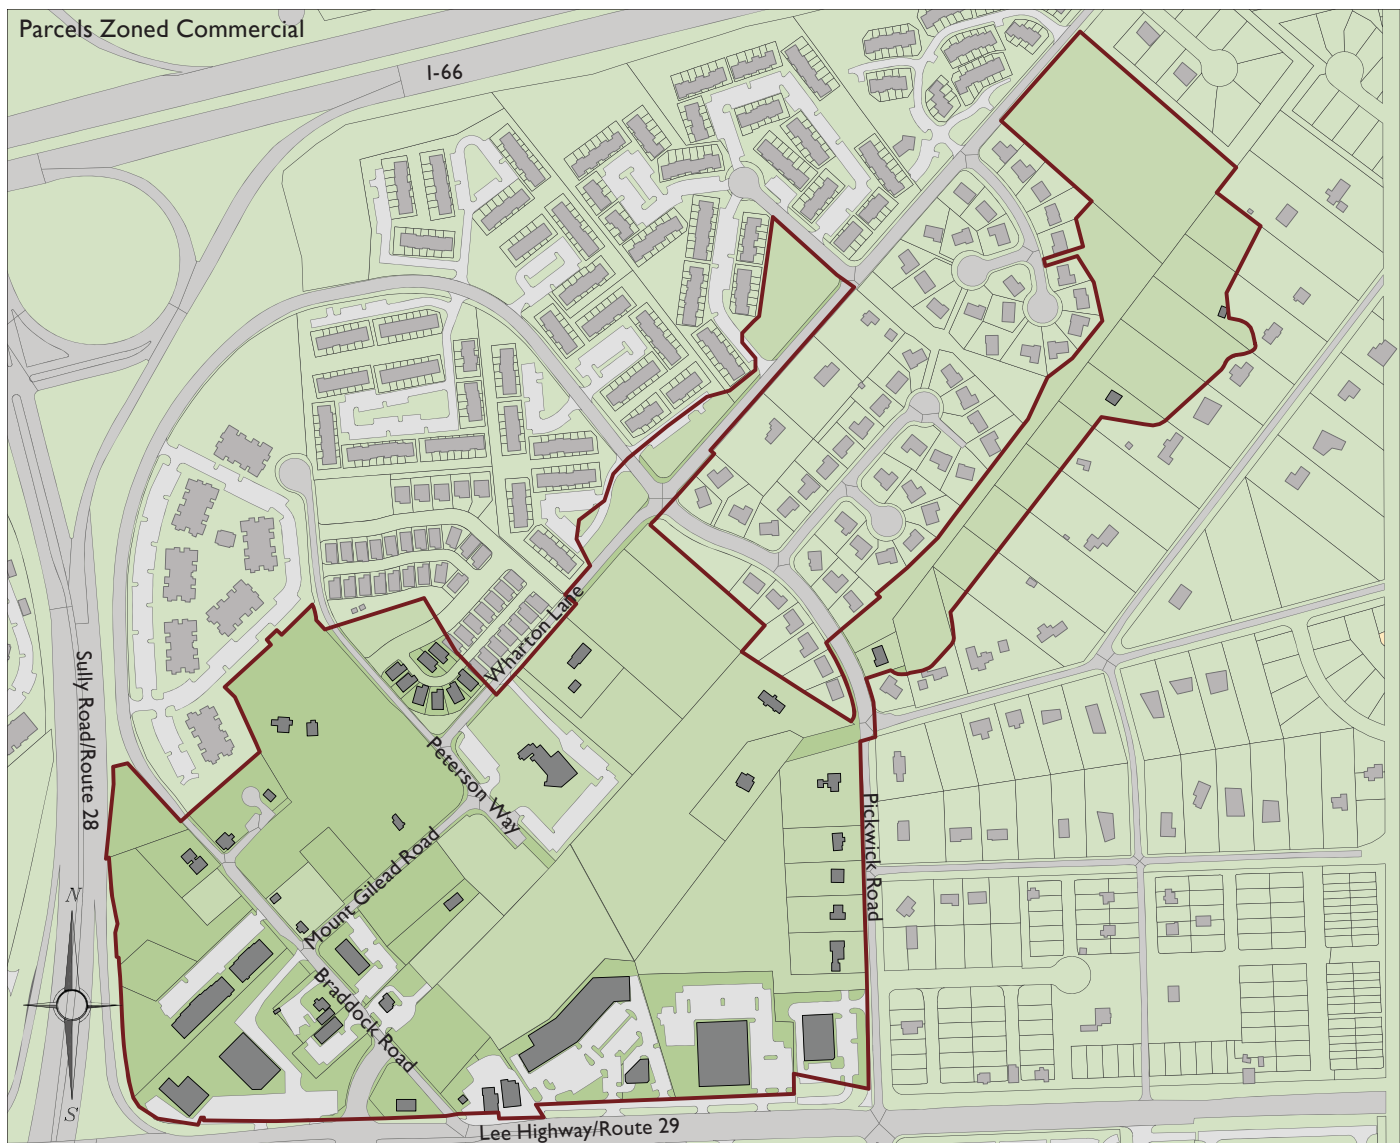 Parcels Zoned Commercial
I-66
Wharton Lane
Sully Road/Route 28
Peterson Way
Pickwick Road
Mount Gilead Road
N
Braddock Road
S
Lee Highway/Route 29